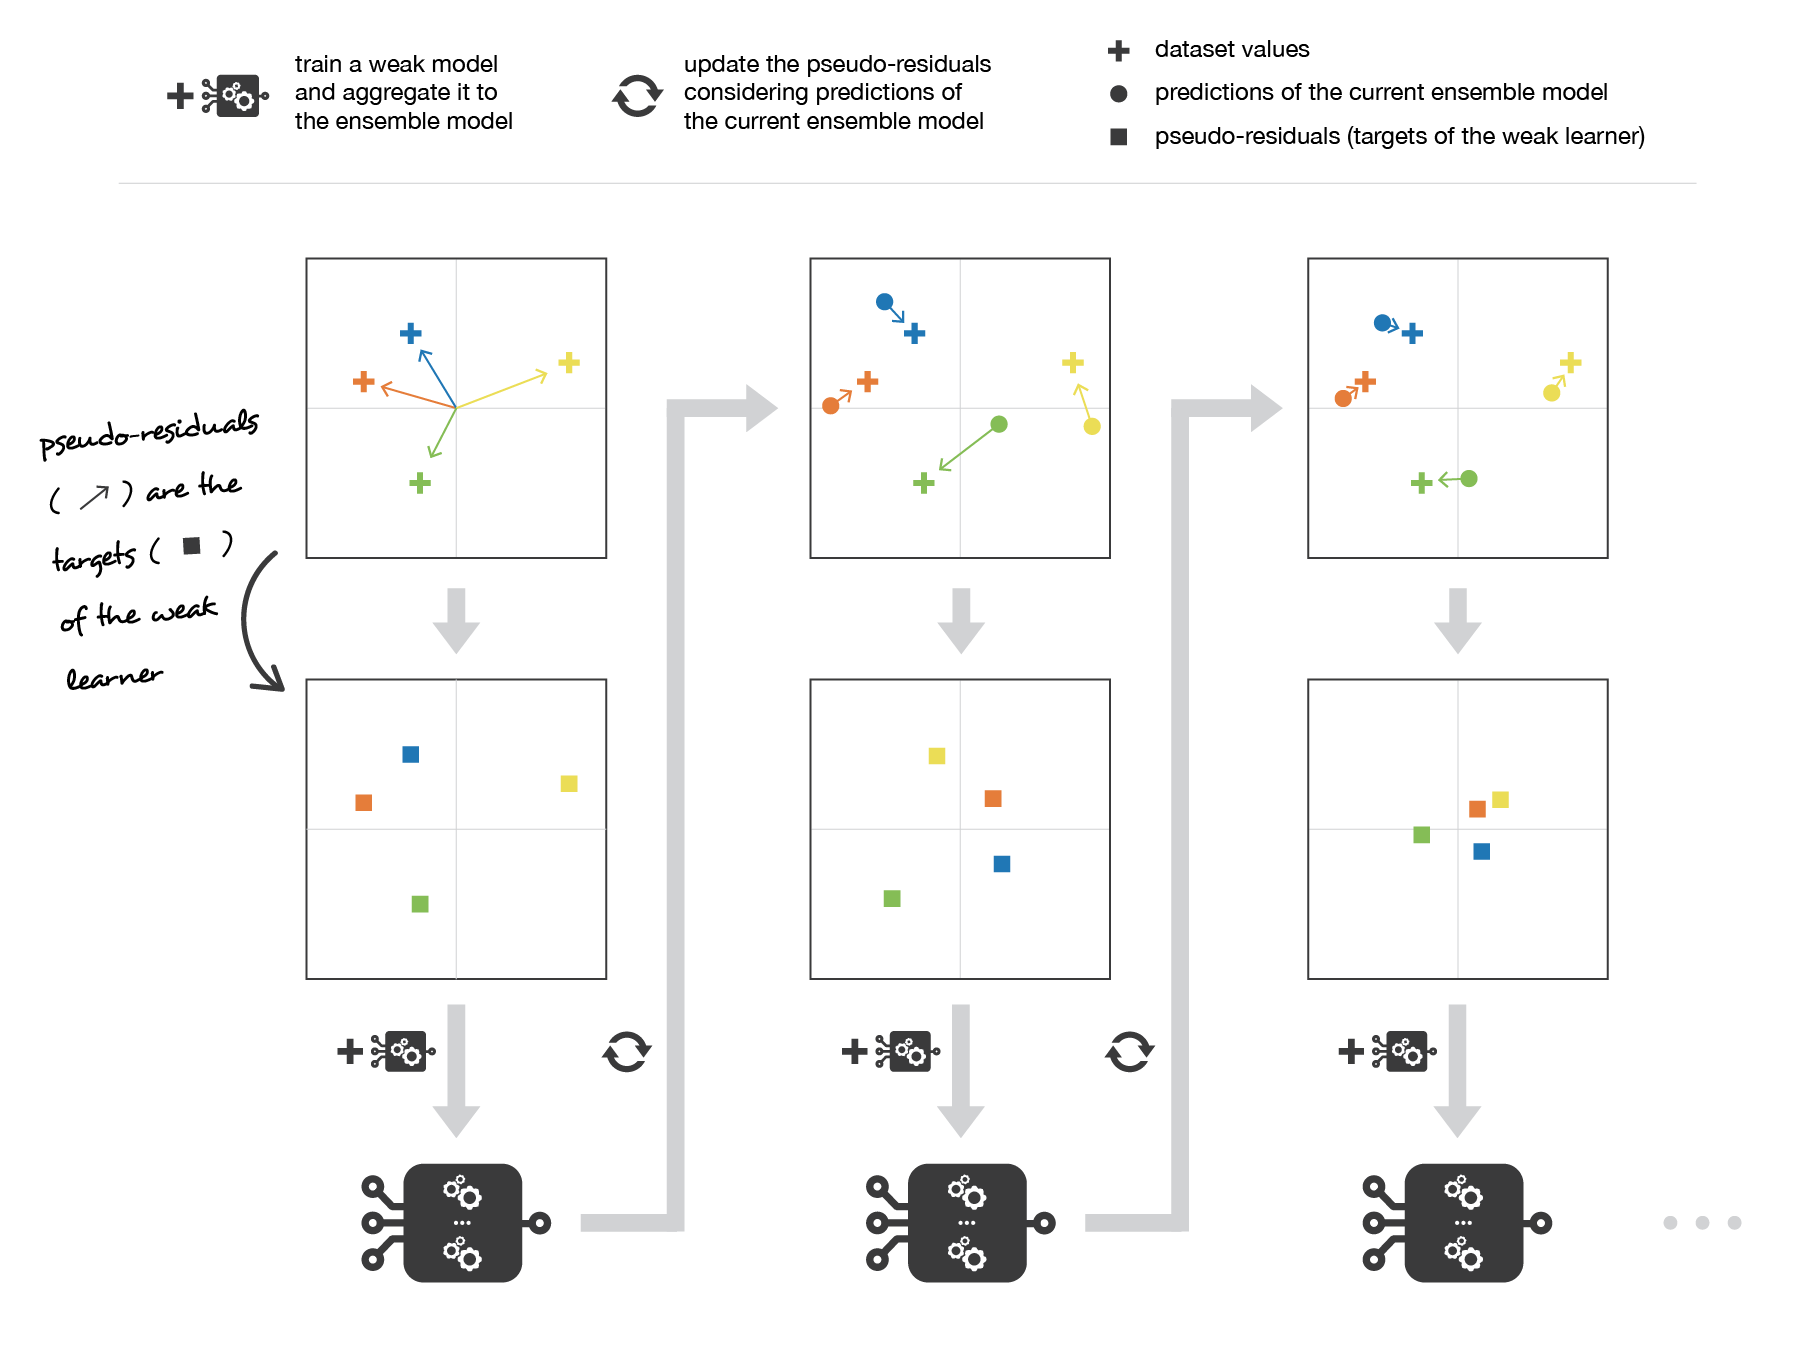 train a weak model
and aggregate it to
the ensemble model
update the pseudo-residuals
considering predictions of
the current ensemble model
dataset values
predictions of the current ensemble model
pseudo-residuals (targets of the weak learner)
pseudo-residuals
( ) are the
targets ( )
of the weak
learner